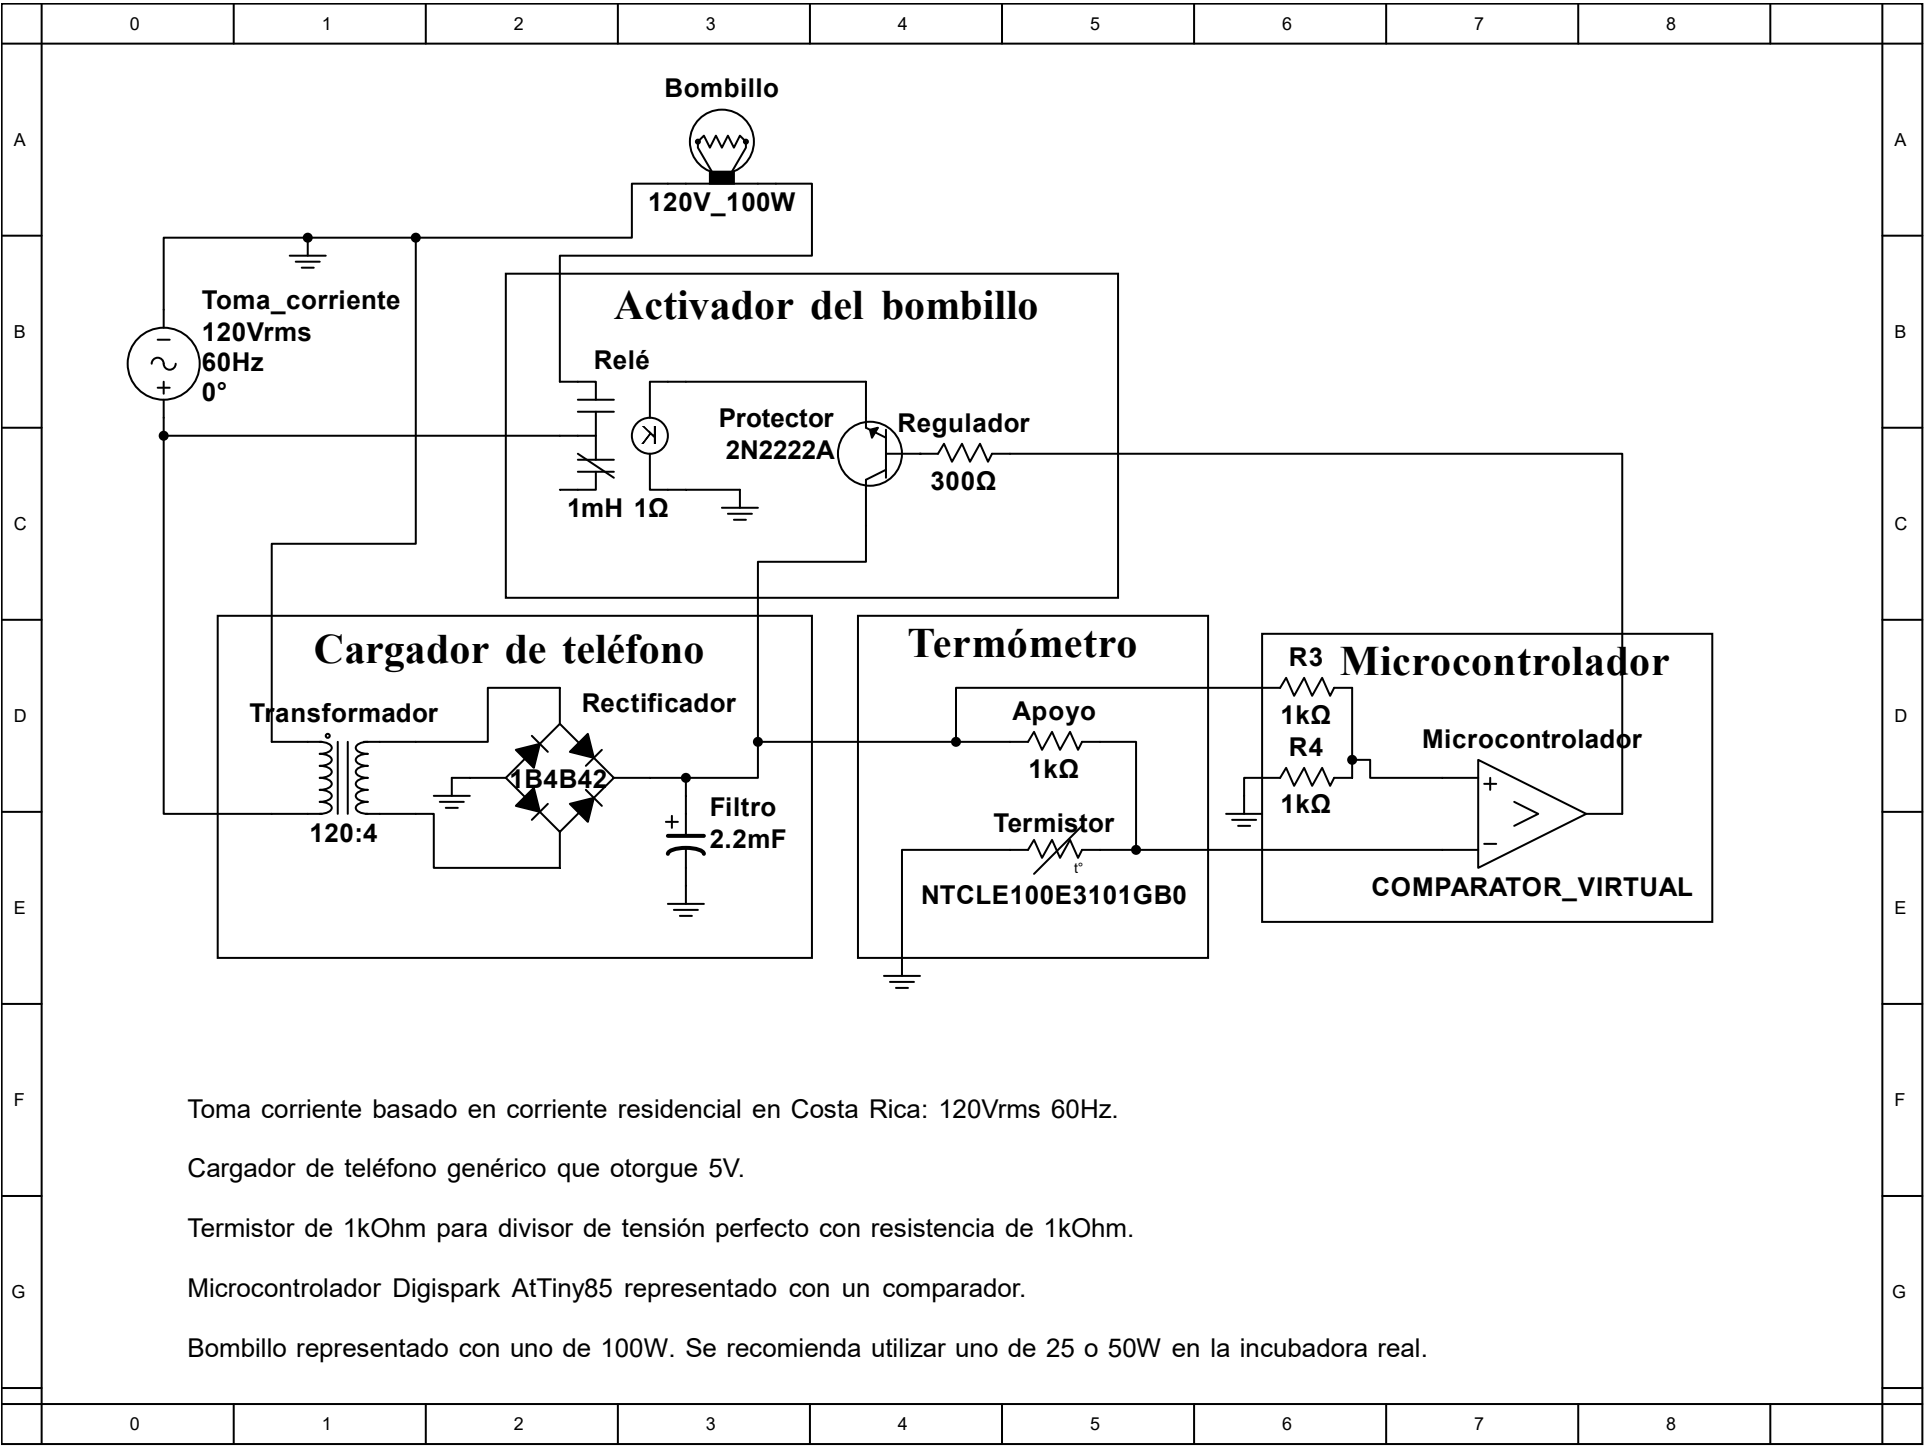 0 1 2 3 4 5 6 7 8
Bombillo
A A
120V_100W
Activador del bombillo
Toma_corriente
120Vrms
60Hz
0°
B B
Relé
Protector
2N2222A
Regulador
300Ω
K
1mH 1Ω
C C
Cargador de teléfono
Termómetro
Microcontrolador
R3
1kΩ
Transformador
Rectificador
Apoyo
1kΩ
D D
R4
1kΩ
Microcontrolador
1B4B42
120:4
+
Filtro
2.2mF
Termistor
t°
NTCLE100E3101GB0
COMPARATOR_VIRTUAL
E E
F F
Toma corriente basado en corriente residencial en Costa Rica: 120Vrms 60Hz.
Cargador de teléfono genérico que otorgue 5V.
Termistor de 1kOhm para divisor de tensión perfecto con resistencia de 1kOhm.
Microcontrolador Digispark AtTiny85 representado con un comparador.
G G
Bombillo representado con uno de 100W. Se recomienda utilizar uno de 25 o 50W en la incubadora real.
0 1 2 3 4 5 6 7 8